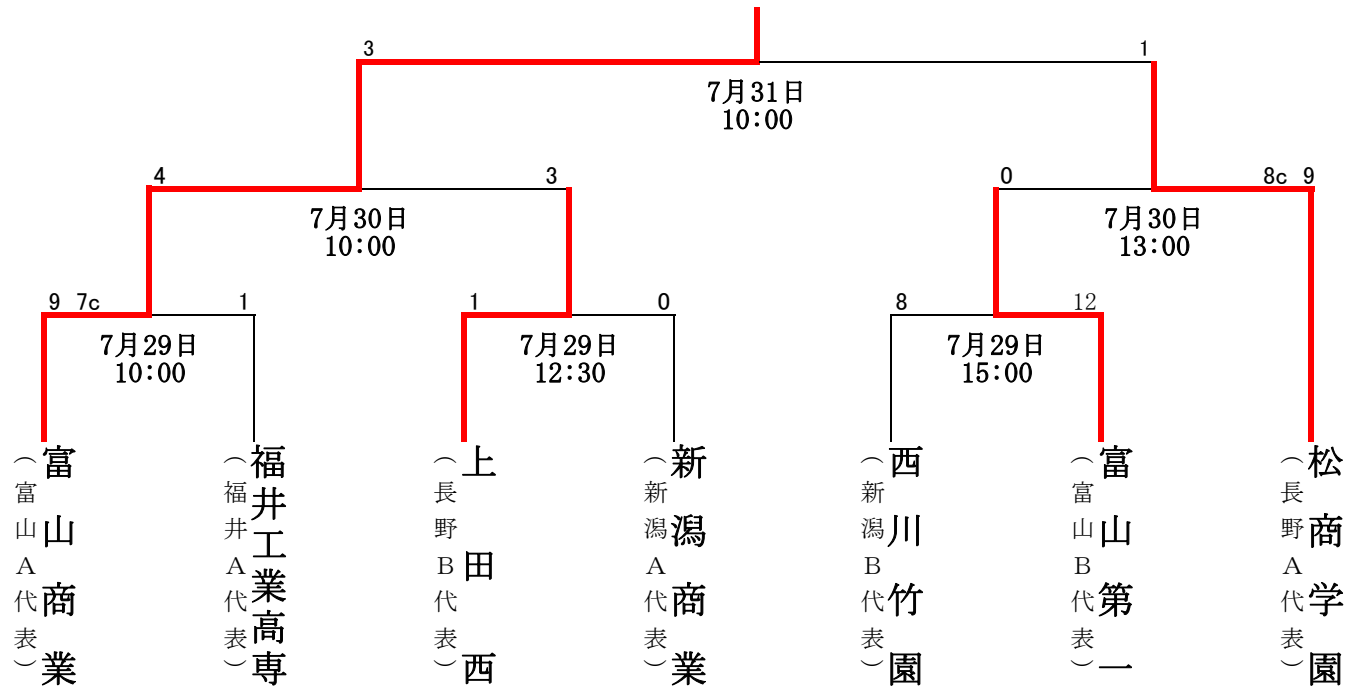 3
1
7月31日
10:00
4
3
0
8c 9
7月30日
10:00
7月30日
13:00
9 7c
1
1
0
8
12
7月29日
10:00
7月29日
12:30
7月29日
15:00
富山商業
（富山A代表）
福井工業高専
（福井A代表）
上田西
（長野B代表）
新潟商業
（新潟A代表）
西川竹園
（新潟B代表）
富山第一
（富山B代表）
松商学園
（長野A代表）